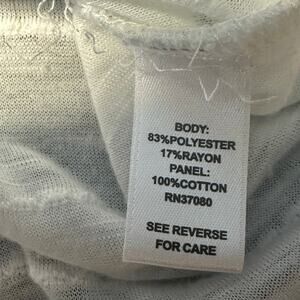 BODY:
83%POLYESTER
17%RAYON
PANEL:
100%COTTON
RN37080
SEE REVERSE
FOR CARE